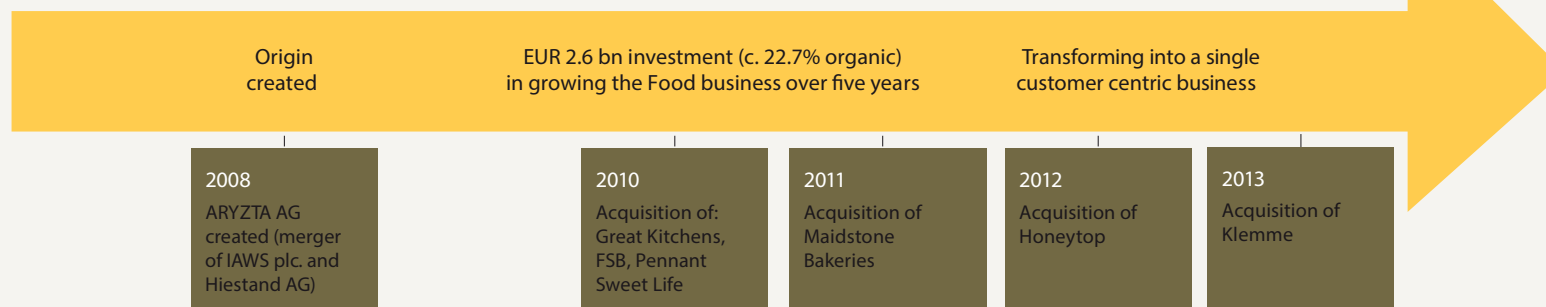 Origin
created
EUR 2.6 bn investment (c. 22.7% organic)
in growing the Food business over five years
Transforming into a single
customer centric business
2008
ARYZTA AG
created (merger
of IAWS plc. and
Hiestand AG)
2010
Acquisition of:
Great Kitchens,
FSB, Pennant
Sweet Life
2011
Acquisition of
Maidstone
Bakeries
2012
Acquisition of
Honeytop
2013
Acquisition of
Klemme